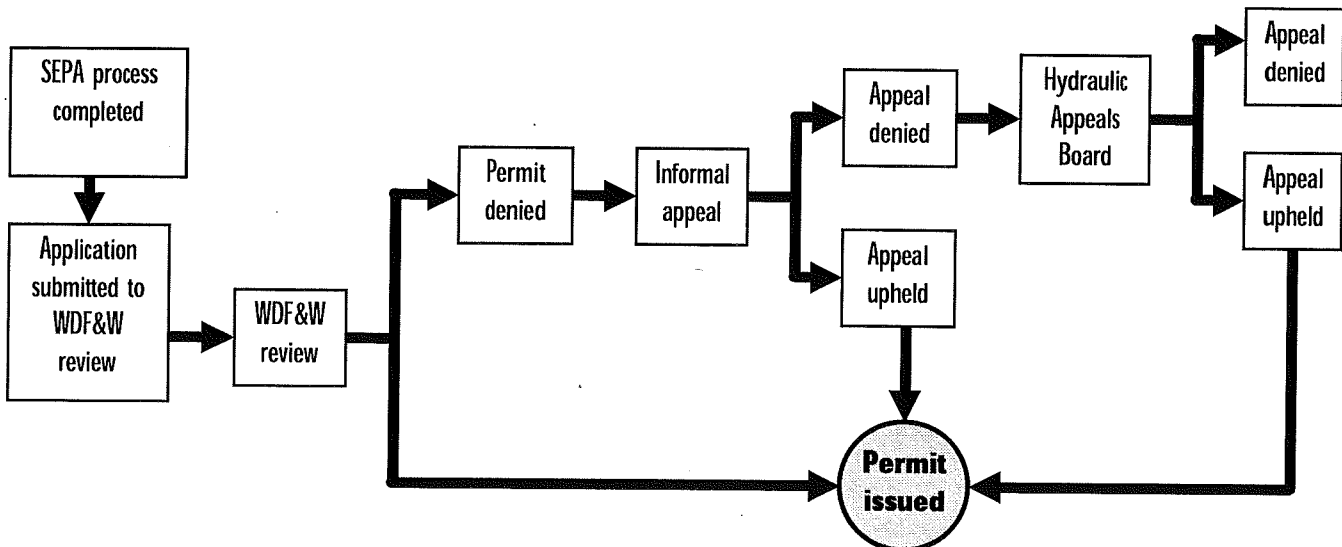 SEPA process
completed
Application
submitted to
WDF&W
review
WDF&W
review
Permit
denied
Informal
appeal
Appeal
denied
Appeal
upheld
Hydraulic
Appeals
Board
Appeal
denied
Appeal
upheld
Permit
issued